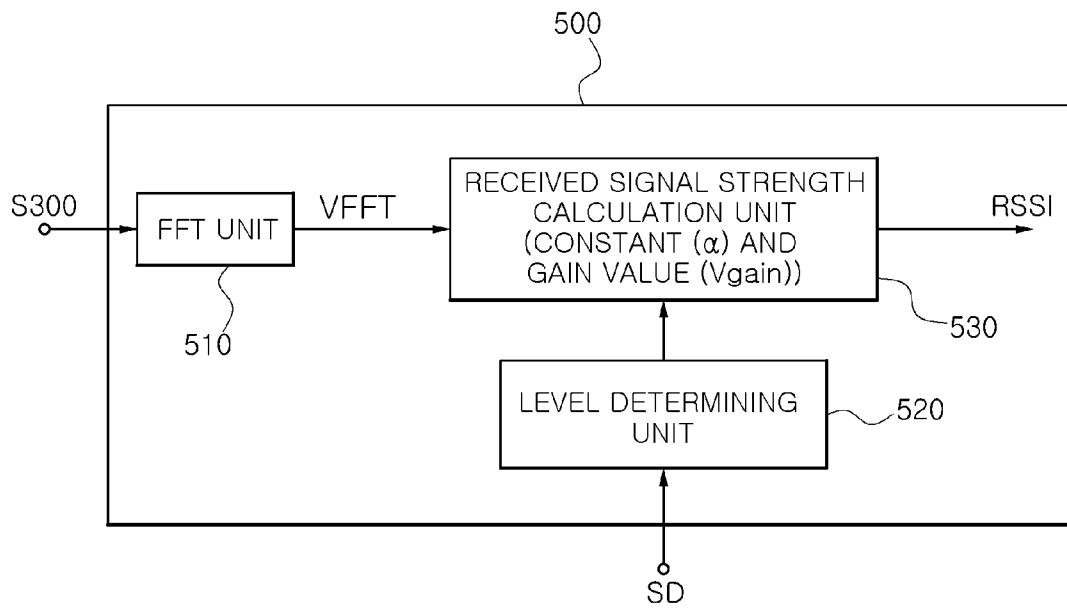 500
S300
FFT UNIT
510
VFFT
RECEIVED SIGNAL STRENGTH
CALCULATION UNIT
(CONSTANT (α) AND
GAIN VALUE (Vgain))
530
RSSI
LEVEL DETERMINING
UNIT
520
SD